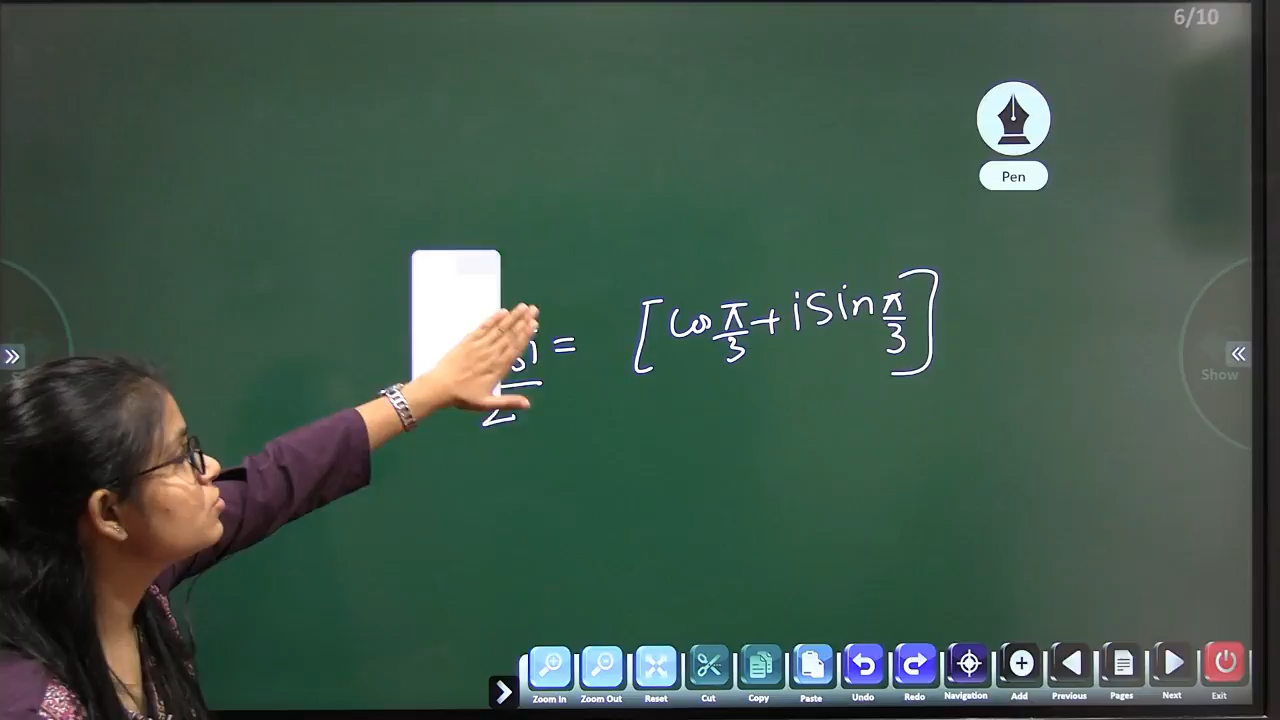 6/10
Pen
i = [cos π/3 + i sin π/3]
2
Show
Zoom In Zoom Out Reset Cut Copy Paste Undo Redo Navigation Add Previous Pages Next Exit